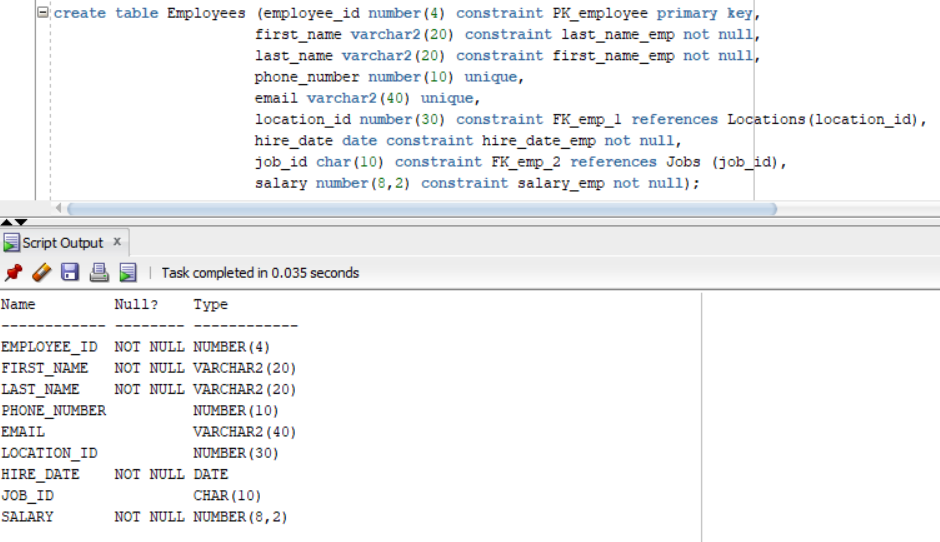 create table Employees (employee_id number(4) constraint PK_employee primary key,
first_name varchar2(20) constraint last_name_emp not null,
last_name varchar2(20) constraint first_name_emp not null,
phone_number number(10) unique,
email varchar2(40) unique,
location_id number(30) constraint FK_emp_1 references Locations(location_id),
hire_date date constraint hire_date_emp not null,
job_id char(10) constraint FK_emp_2 references Jobs (job_id),
salary number(8,2) constraint salary_emp not null);
Script Output x
Task completed in 0.035 seconds
Name Null? Type
------------ -------- ------------
EMPLOYEE_ID NOT NULL NUMBER(4)
FIRST_NAME NOT NULL VARCHAR2(20)
LAST_NAME NOT NULL VARCHAR2(20)
PHONE_NUMBER NUMBER(10)
EMAIL VARCHAR2(40)
LOCATION_ID NUMBER(30)
HIRE_DATE NOT NULL DATE
JOB_ID CHAR(10)
SALARY NOT NULL NUMBER(8,2)